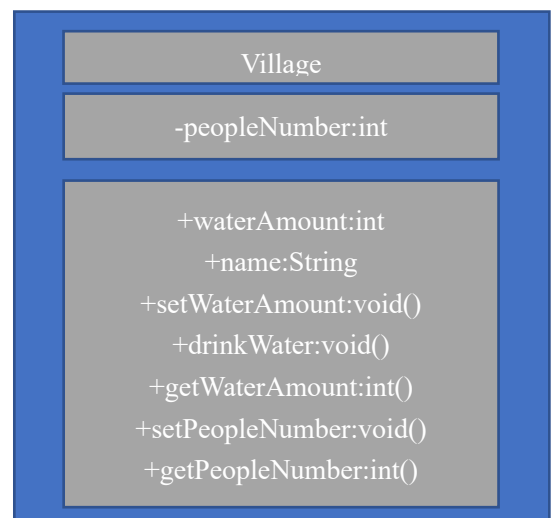 Village
-peopleNumber:int
+waterAmount:int
+name:String
+setWaterAmount:void()
+drinkWater:void()
+getWaterAmount:int()
+setPeopleNumber:void()
+getPeopleNumber:int()